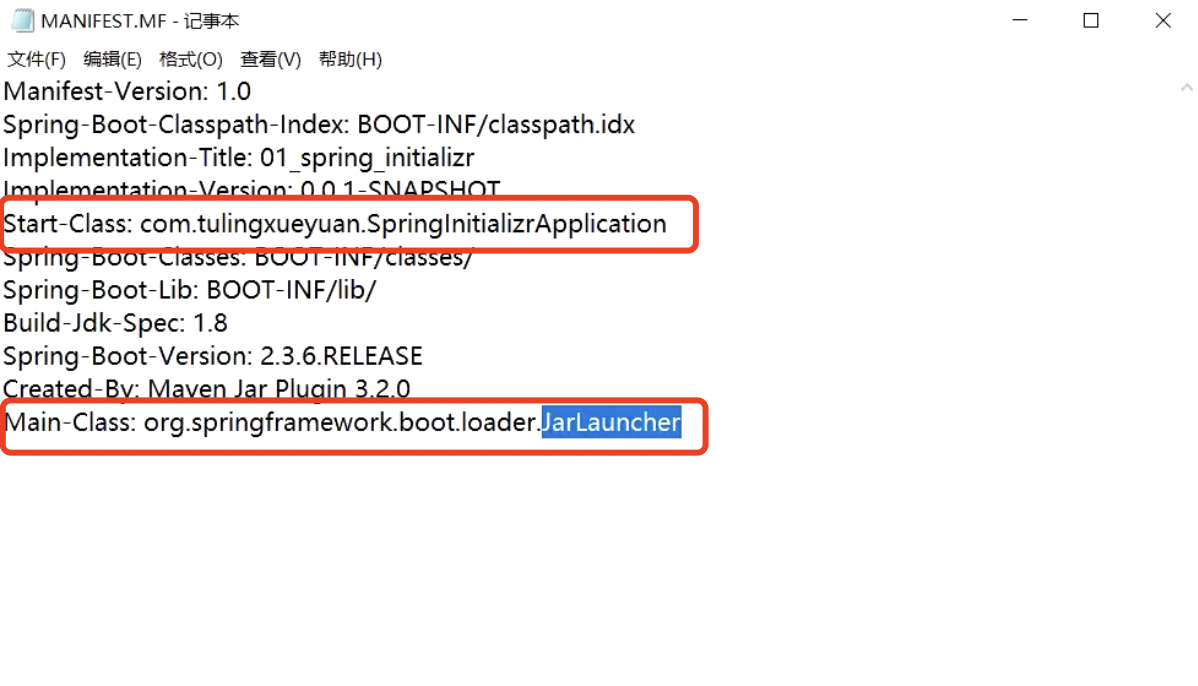 MANIFEST.MF - 记事本
文件(F) 编辑(E) 格式(O) 查看(V) 帮助(H)
Manifest-Version: 1.0
Spring-Boot-Classpath-Index: BOOT-INF/classpath.idx
Implementation-Title: 01_spring_initializr
Implementation-Version: 0.0.1-SNAPSHOT
Start-Class: com.tulingxueyuan.SpringInitializrApplication
Spring-Boot-Classes: BOOT-INF/classes/
Spring-Boot-Lib: BOOT-INF/lib/
Build-Jdk-Spec: 1.8
Spring-Boot-Version: 2.3.6.RELEASE
Created-By: Maven Jar Plugin 3.2.0
Main-Class: org.springframework.boot.loader.JarLauncher